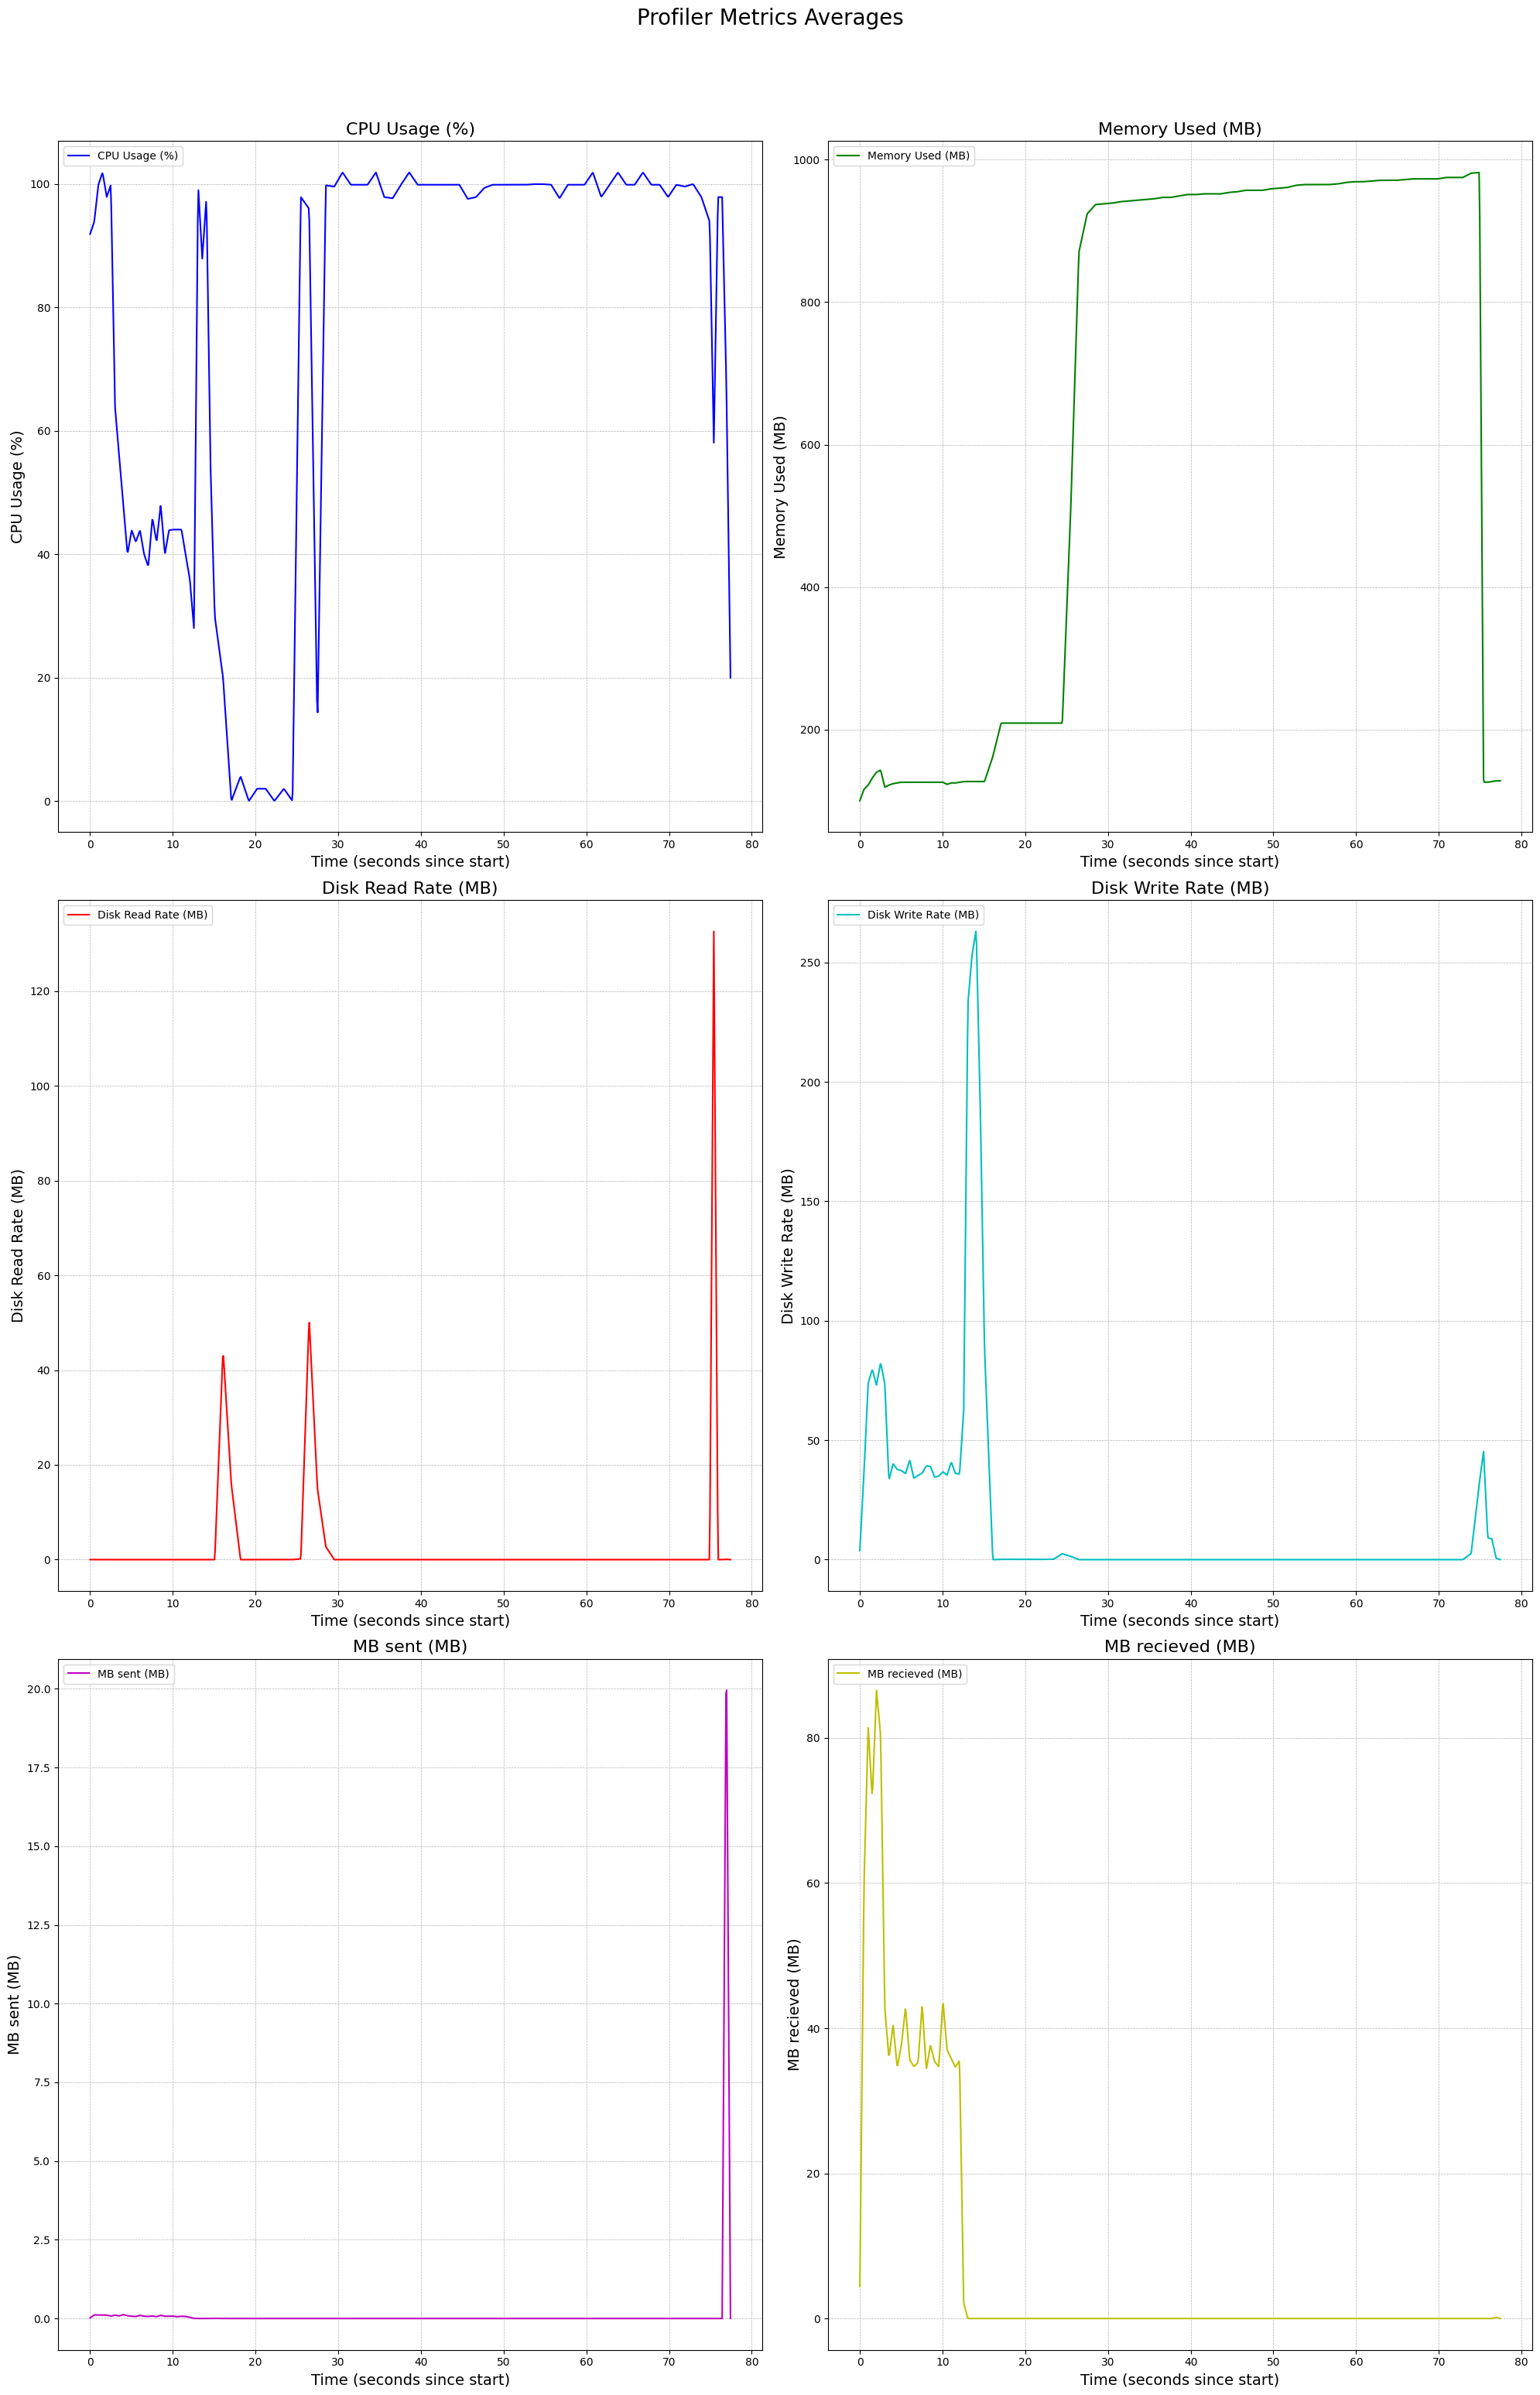 Profiler Metrics Averages
CPU Usage (%)
CPU Usage (%)
CPU Usage (%)
100
80
60
40
20
0
0 10 20 30 40 50 60 70 80
Time (seconds since start)
Memory Used (MB)
Memory Used (MB)
Memory Used (MB)
1000
800
600
400
200
0 10 20 30 40 50 60 70 80
Time (seconds since start)
Disk Read Rate (MB)
Disk Read Rate (MB)
Disk Read Rate (MB)
120
100
80
60
40
20
0
0 10 20 30 40 50 60 70 80
Time (seconds since start)
Disk Write Rate (MB)
Disk Write Rate (MB)
Disk Write Rate (MB)
250
200
150
100
50
0
0 10 20 30 40 50 60 70 80
Time (seconds since start)
MB sent (MB)
MB sent (MB)
MB sent (MB)
20.0
17.5
15.0
12.5
10.0
7.5
5.0
2.5
0.0
0 10 20 30 40 50 60 70 80
Time (seconds since start)
MB recieved (MB)
MB recieved (MB)
MB recieved (MB)
80
60
40
20
0
0 10 20 30 40 50 60 70 80
Time (seconds since start)